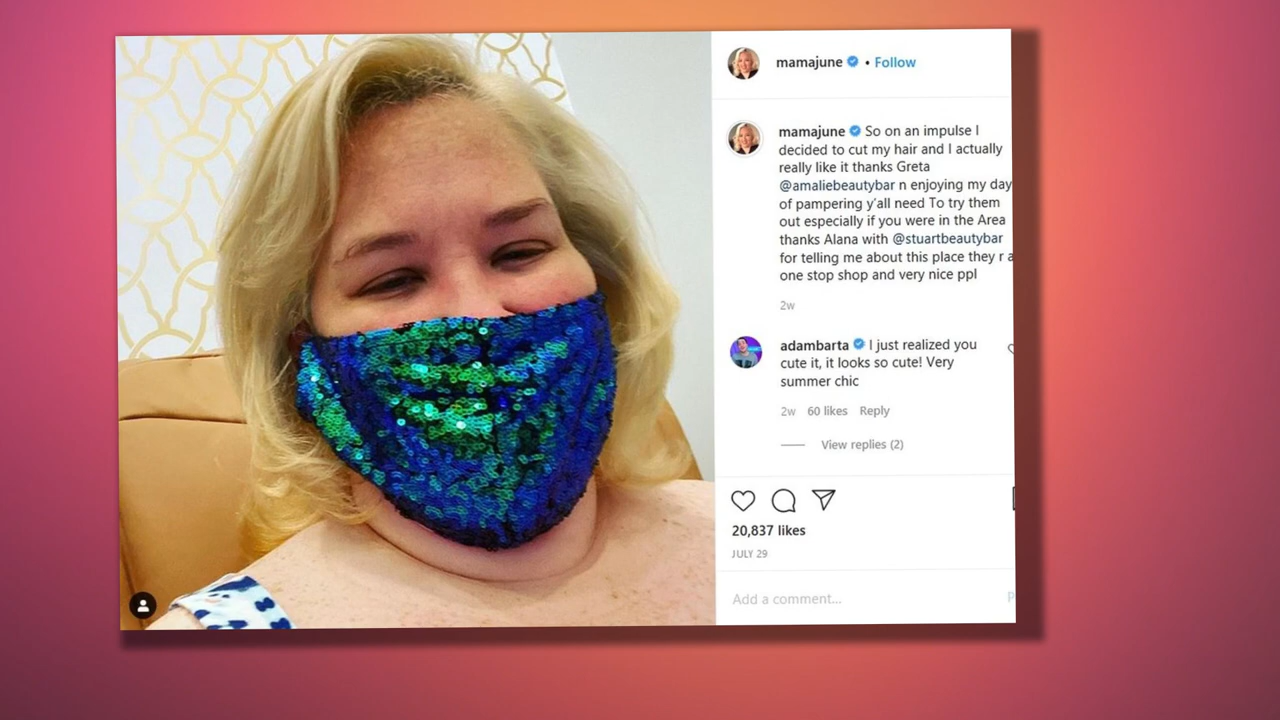 mamajune • Follow
mamajune So on an impulse I
decided to cut my hair and I actually
really like it thanks Greta
@amaliebeautybar n enjoying my day
of pampering y'all need To try them
out especially if you were in the Area
thanks Alana with @stuartbeautybar
for telling me about this place they r a
one stop shop and very nice ppl
2w
adambarta I just realized you
cute it, it looks so cute! Very
summer chic
2w 60 likes Reply
View replies (2)
20,837 likes
JULY 29
Add a comment...